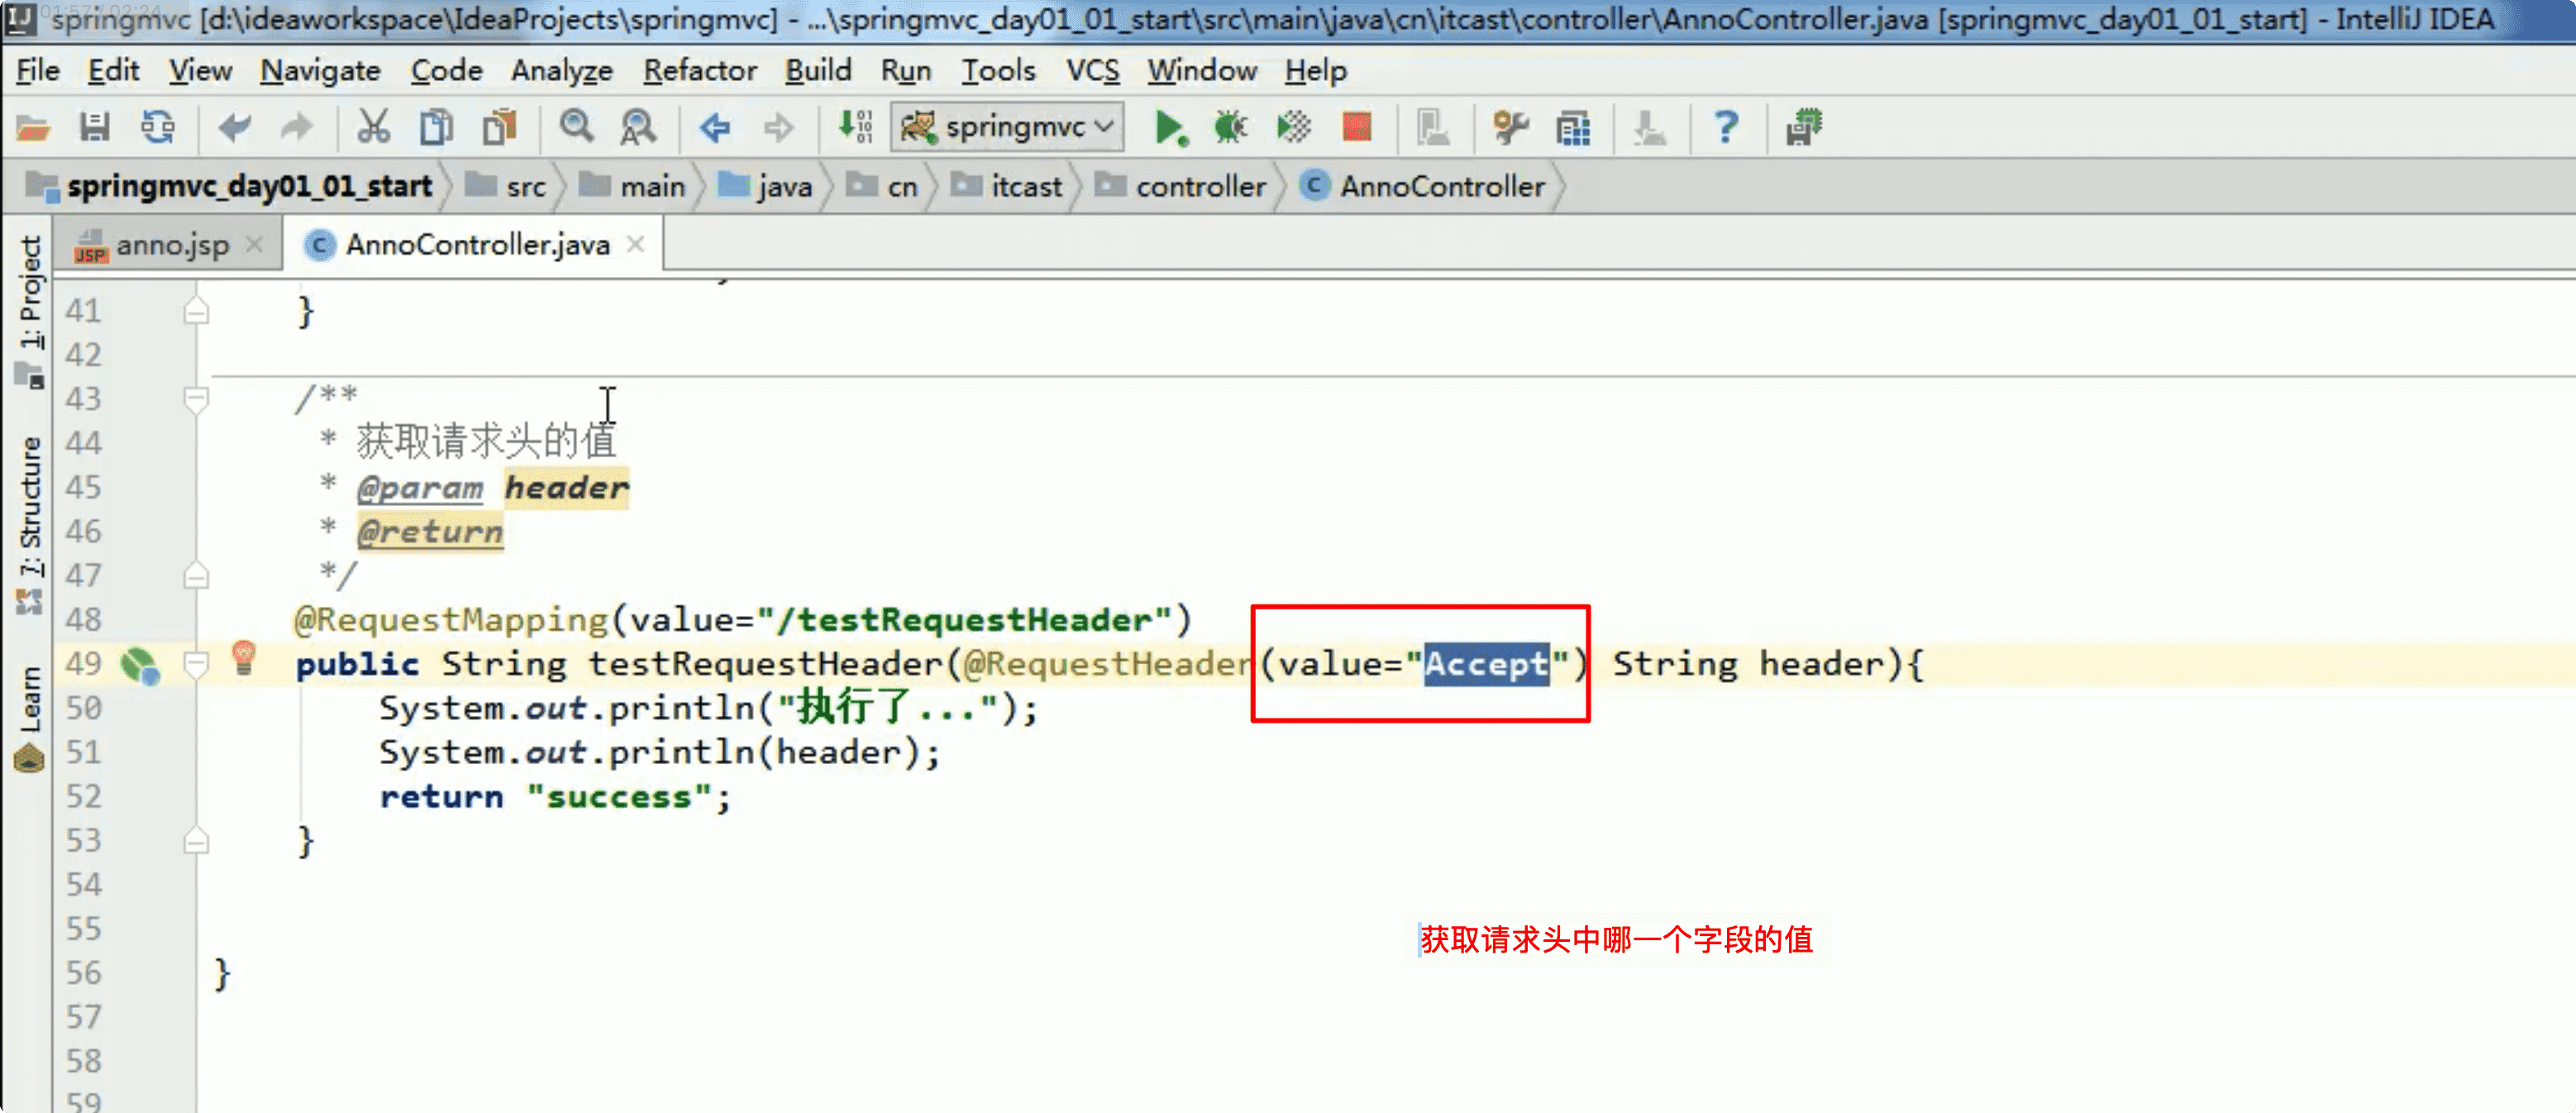 springmvc [d:\ideaworkspace\IdeaProjects\springmvc] - ...\springmvc_day01_01_start\src\main\java\cn\itcast\controller\AnnoController.java [springmvc_day01_01_start] - IntelliJ IDEA
File Edit View Navigate Code Analyze Refactor Build Run Tools VCS Window Help
springmvc
springmvc_day01_01_start src main java cn itcast controller AnnoController
anno.jsp AnnoController.java
1: Project
7: Structure
Learn
41 }
42
43 /**
44 * 获取请求头的值
45 * @param header
46 * @return
47 */
48 @RequestMapping(value="/testRequestHeader")
49 public String testRequestHeader(@RequestHeader(value="Accept") String header){
50 System.out.println("执行了...");
51 System.out.println(header);
52 return "success";
53 }
54
55
获取请求头中哪一个字段的值
56 }
57
58
59